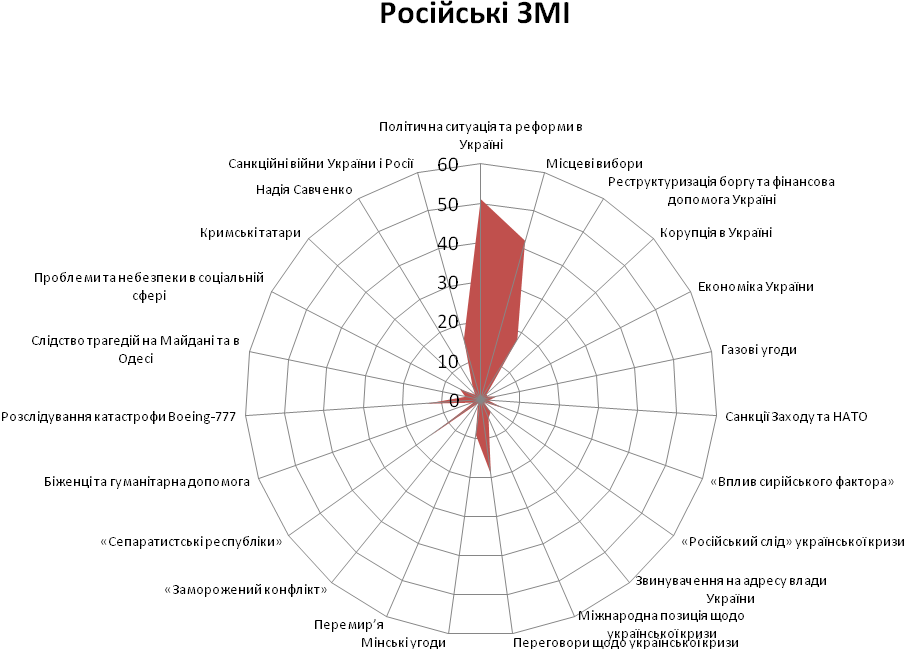 Російські ЗМІ
Політична ситуація та реформи в
Україні
Місцеві вибори
Реструктуризація боргу та фінансова
допомога Україні
Корупція в Україні
Економіка України
Газові угоди
Санкції Заходу та НАТО
«Вплив сирійського фактора»
«Російський слід» української кризи
Звинувачення на адресу влади
України
Міжнародна позиція щодо
української кризи
Переговори щодо української кризи
Мінські угоди
Перемир’я
«Заморожений конфлікт»
«Сепаратистські республіки»
Біженці та гуманітарна допомога
Розслідування катастрофи Boeing-777
Слідство трагедій на Майдані та в
Одесі
Проблеми та небезпеки в соціальній
сфері
Кримські татари
Надія Савченко
Санкційні війни України і Росії
60
50
40
30
20
10
0